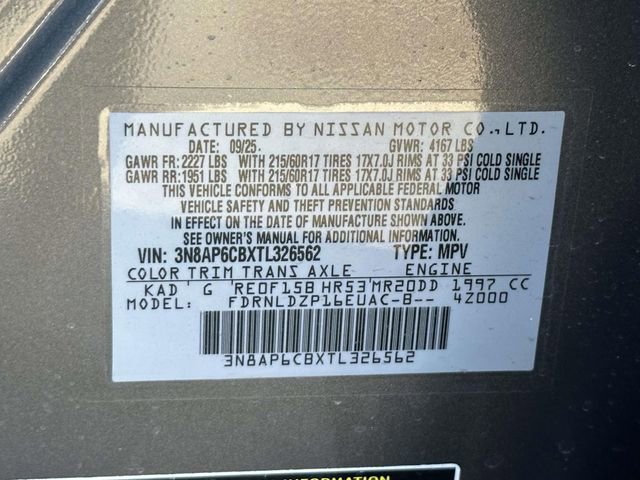 MANUFACTURED BY NISSAN MOTOR CO., LTD.
DATE: 09/25. GVWR: 4167 LBS
GAWR FR: 2227 LBS WITH 215/60R17 TIRES 17X7.0J RIMS AT 33 PSI COLD SINGLE
GAWR RR: 1951 LBS WITH 215/60R17 TIRES 17X7.0J RIMS AT 33 PSI COLD SINGLE
THIS VEHICLE CONFORMS TO ALL APPLICABLE FEDERAL MOTOR
VEHICLE SAFETY AND THEFT PREVENTION STANDARDS
IN EFFECT ON THE DATE OF MANUFACTURE SHOWN ABOVE.
SEE OWNER'S MANUAL FOR ADDITIONAL INFORMATION.
VIN: 3N8AP6CBXTL326562 TYPE: MPV
COLOR TRIM TRANS AXLE ENGINE
KAD G RE0F15B HR53 MR20DD 1997 CC
MODEL: FDRNLDZP16EUAC-B-- 4Z000
3N8AP6CBXTL326562
INFORMATION